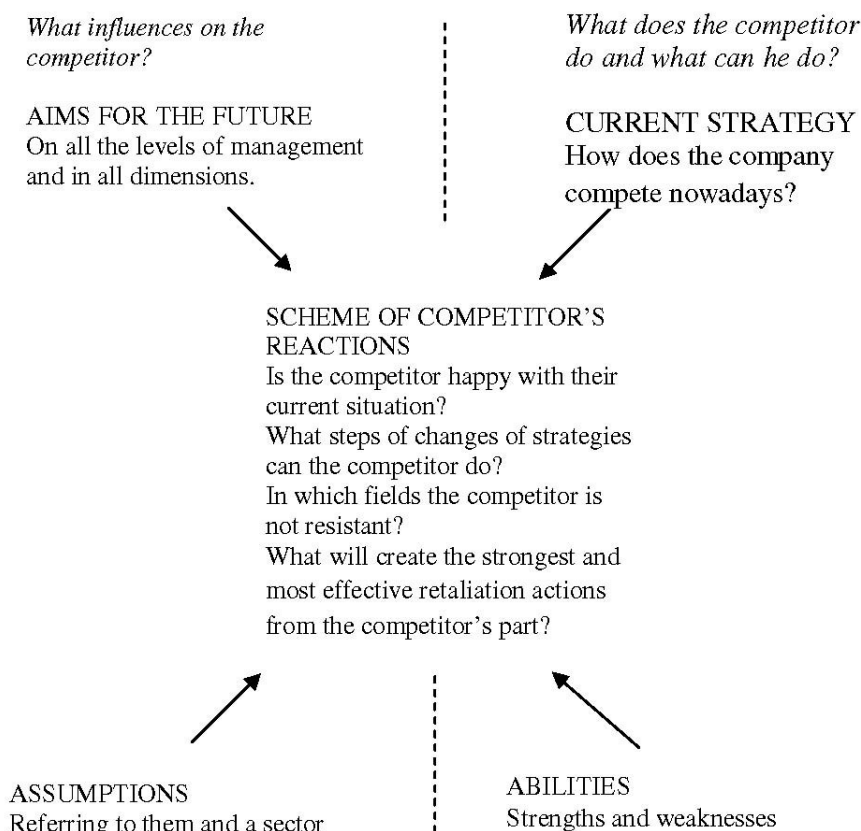 What influences on the
competitor?
AIMS FOR THE FUTURE
On all the levels of management
and in all dimensions.
What does the competitor
do and what can he do?
CURRENT STRATEGY
How does the company
compete nowadays?
SCHEME OF COMPETITOR'S
REACTIONS
Is the competitor happy with their
current situation?
What steps of changes of strategies
can the competitor do?
In which fields the competitor is
not resistant?
What will create the strongest and
most effective retaliation actions
from the competitor's part?
ASSUMPTIONS
Referring to them and a sector
ABILITIES
Strengths and weaknesses